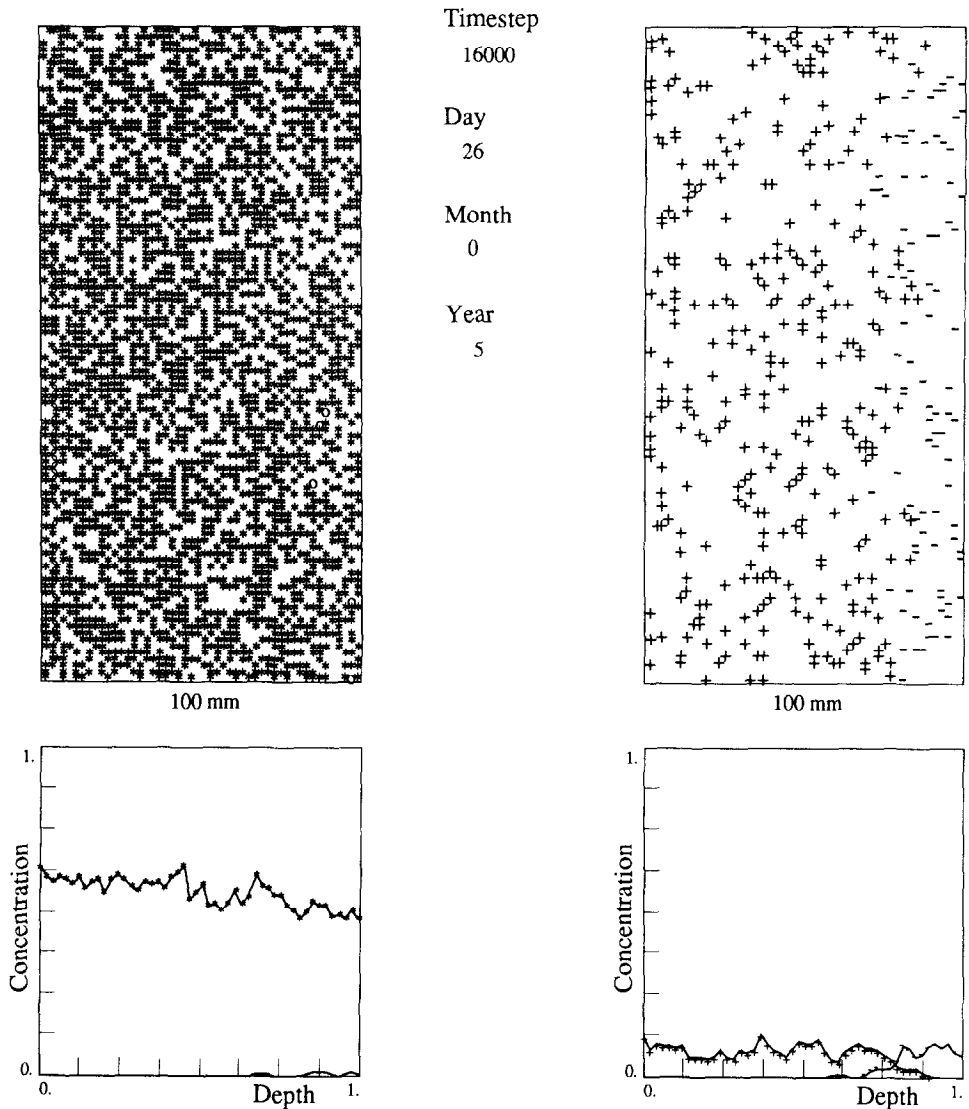 Timestep
16000
Day
26
Month
0
Year
5
100 mm
100 mm
1.
Concentration
0.
0.
Depth
1.
1.
Concentration
0.
0.
Depth
1.